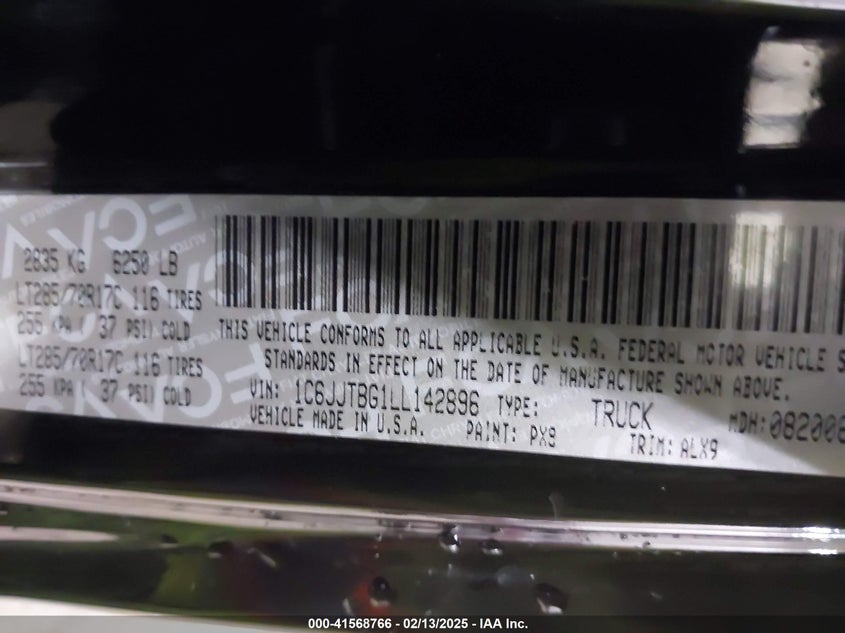 2835 KG 6250 LB
LT285/70R17C 116 TIRES
255 KPA ( 37 PSI) COLD
LT285/70R17C 116 TIRES
255 KPA ( 37 PSI) COLD
THIS VEHICLE CONFORMS TO ALL APPLICABLE U.S.A. FEDERAL MOTOR VEHICLE S
STANDARDS IN EFFECT ON THE DATE OF MANUFACTURE SHOWN ABOVE.
VIN: 1C6JJTBG1LL142896 TYPE: TRUCK MDH: 082006
VEHICLE MADE IN U.S.A. PAINT: PX9 TRIM: ALX9
000-41568766 — 02/13/2025 — IAA Inc.